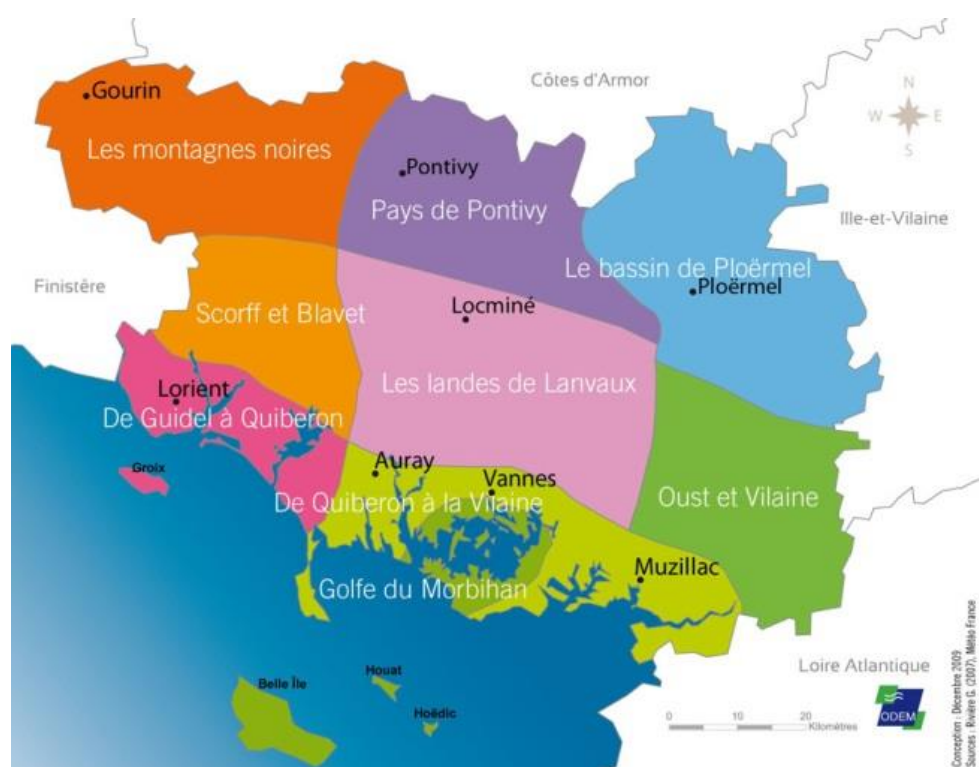 Côtes d'Armor
N
W E
S
Gourin
Les montagnes noires
Pontivy
Pays de Pontivy
Ille-et-Vilaine
Le bassin de Ploërmel
Ploërmel
Finistère
Locminé
Scorff et Blavet
Les landes de Lanvaux
Lorient
De Guidel à Quiberon
Groix
Auray
Vannes
De Quiberon à la Vilaine
Oust et Vilaine
Muzillac
Golfe du Morbihan
Houat
Belle Île
Hoëdic
Loire Atlantique
0 10 20
Kilomètres
ODEM
Conception : Décembre 2009
Sources : Rivière G. (2007), Météo France